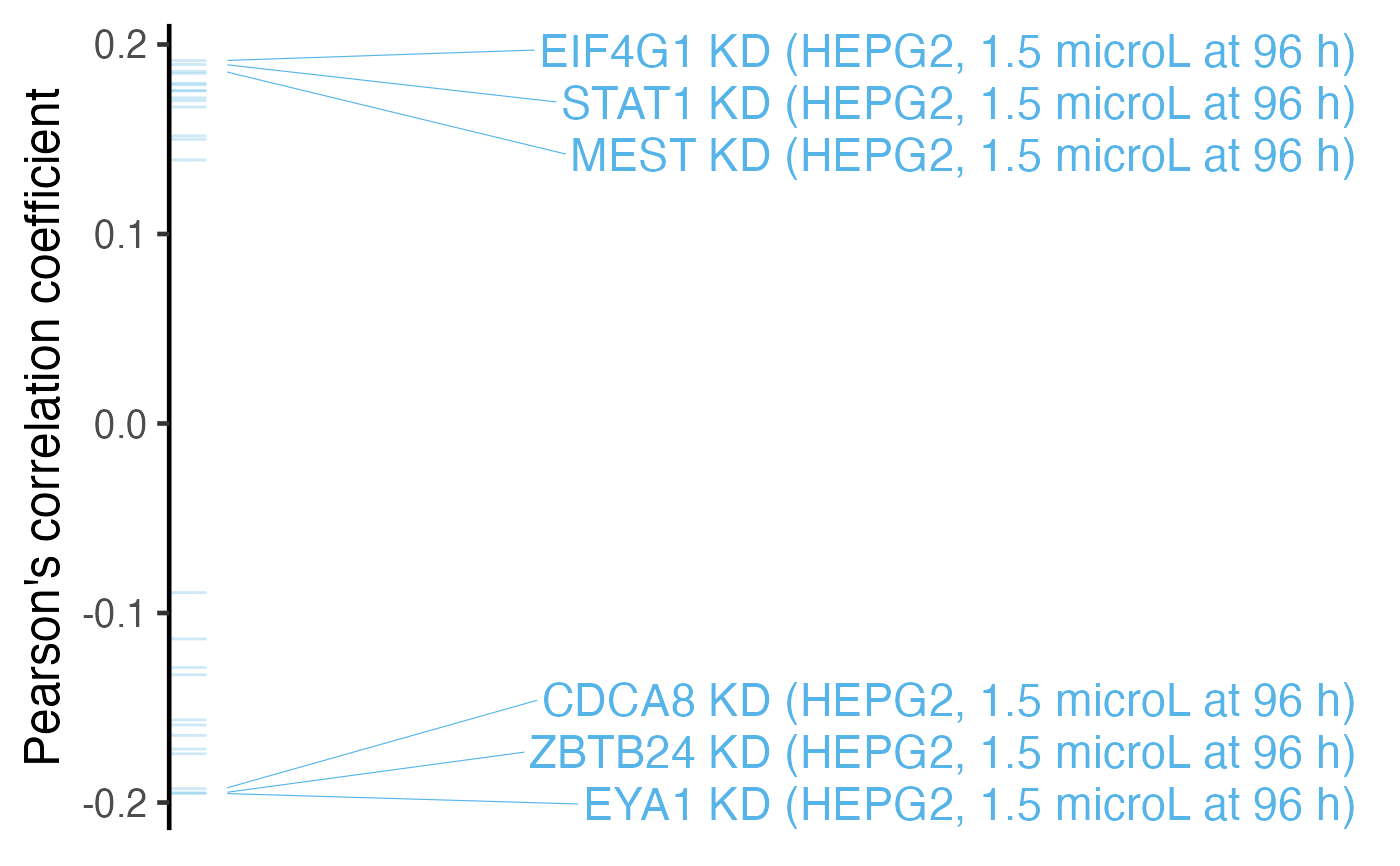 Pearson's correlation coefficient
0.2
0.1
0.0
-0.1
-0.2
EIF4G1 KD (HEPG2, 1.5 microL at 96 h)
STAT1 KD (HEPG2, 1.5 microL at 96 h)
MEST KD (HEPG2, 1.5 microL at 96 h)
CDCA8 KD (HEPG2, 1.5 microL at 96 h)
ZBTB24 KD (HEPG2, 1.5 microL at 96 h)
EYA1 KD (HEPG2, 1.5 microL at 96 h)